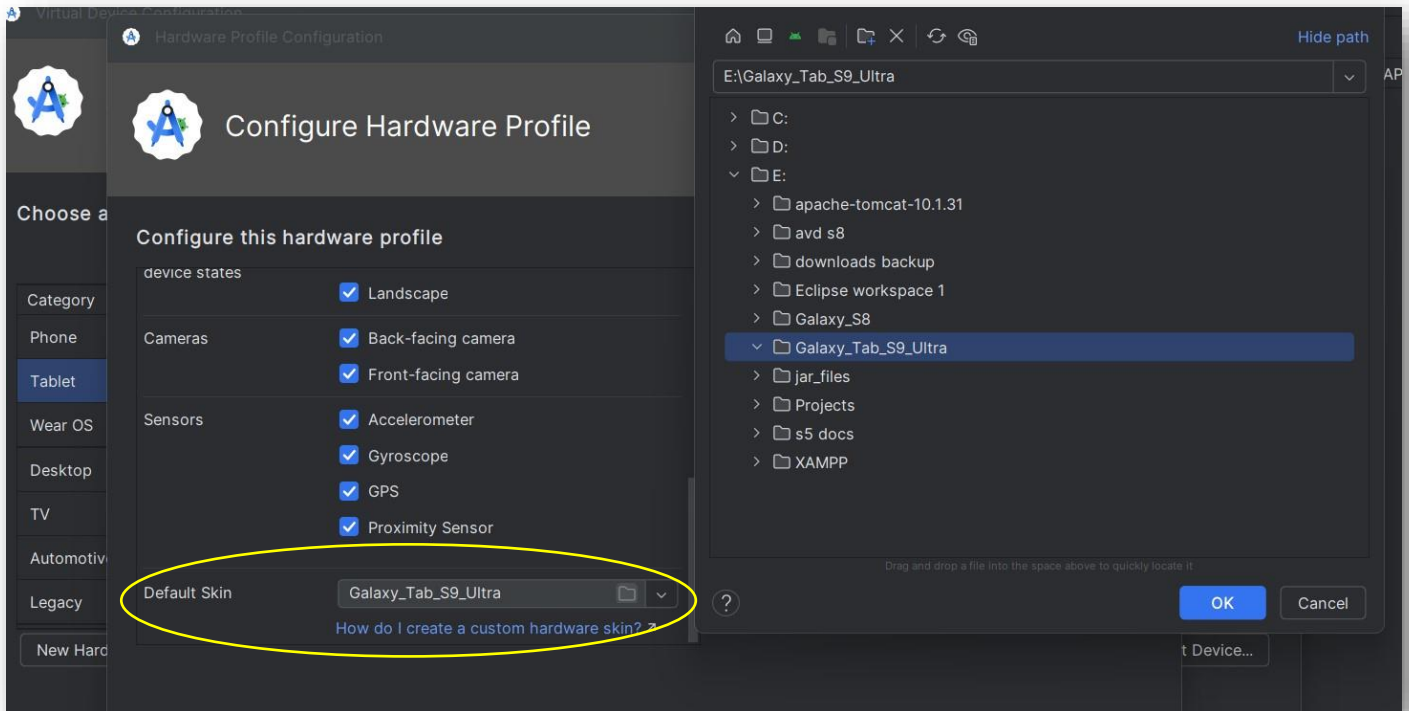 Virtual Device Configuration
Hardware Profile Configuration
Configure Hardware Profile
Choose a
Configure this hardware profile
Category
Phone
Tablet
Wear OS
Desktop
TV
Automotiv
Legacy
New Hard
device states
Landscape
Cameras
Back-facing camera
Front-facing camera
Sensors
Accelerometer
Gyroscope
GPS
Proximity Sensor
Default Skin
Galaxy_Tab_S9_Ultra
How do I create a custom hardware skin?
Hide path
E:\Galaxy_Tab_S9_Ultra
AP
C:
D:
E:
apache-tomcat-10.1.31
avd s8
downloads backup
Eclipse workspace 1
Galaxy_S8
Galaxy_Tab_S9_Ultra
jar_files
Projects
s5 docs
XAMPP
Drag and drop a file into the space above to quickly locate it
?
OK
Cancel
t Device...